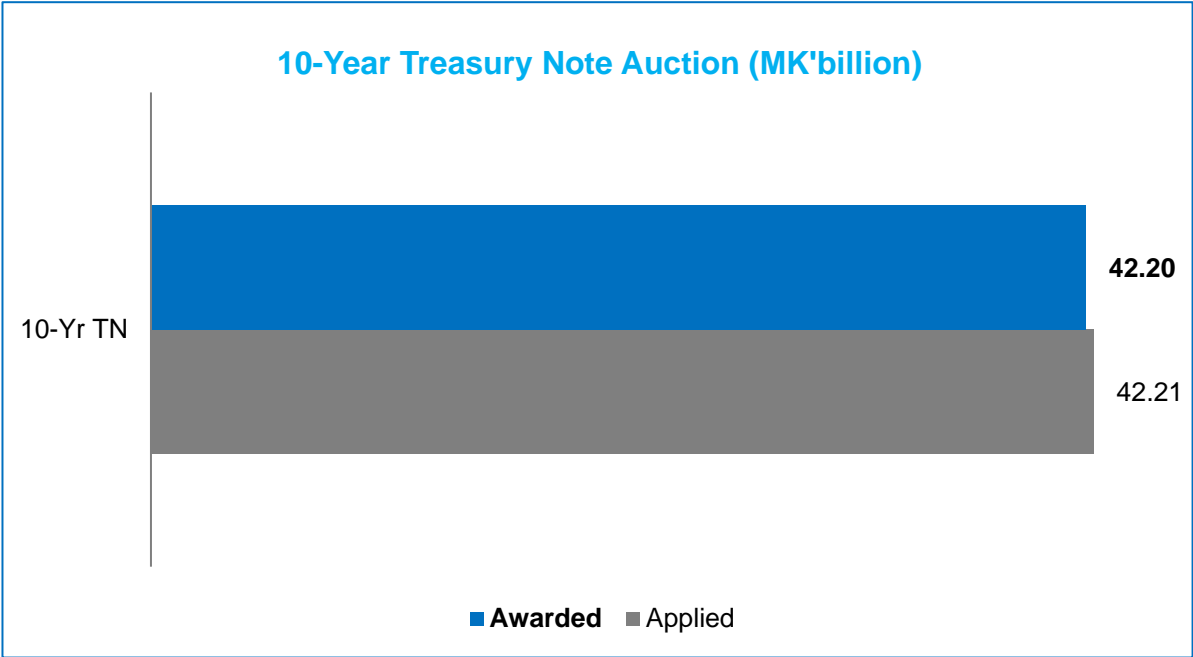 10-Year Treasury Note Auction (MK'billion)
42.20
10-Yr TN
42.21
Awarded Applied